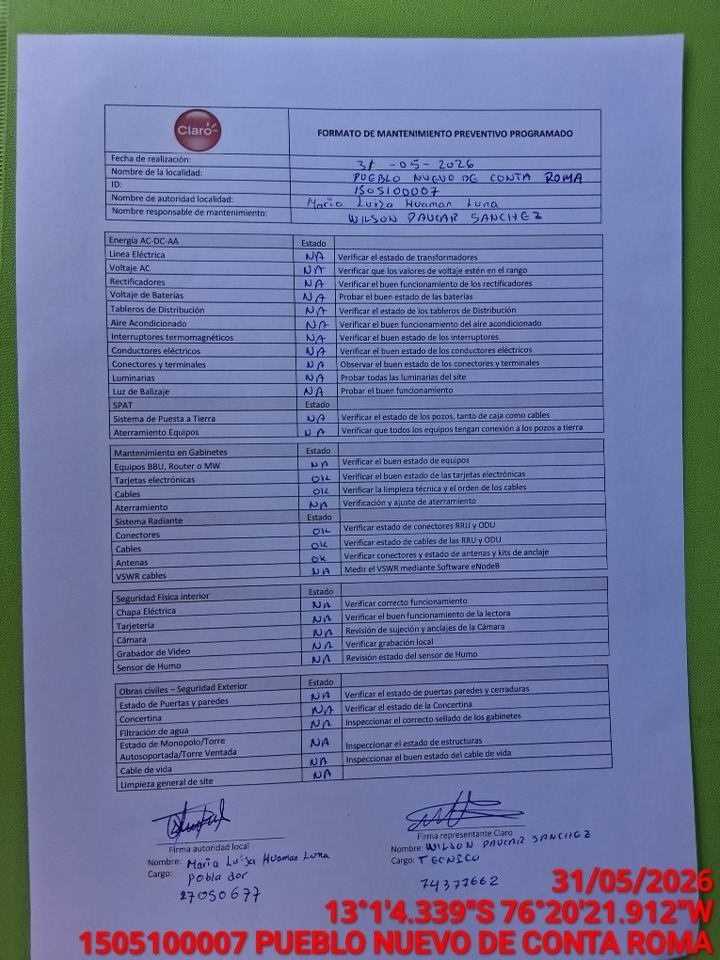 Claro
FORMATO DE MANTENIMIENTO PREVENTIVO PROGRAMADO
Fecha de realización: 31 -05-2026
Nombre de la localidad: PUEBLO NUEVO DE CONTA ROMA
ID: 1505100007
Nombre de autoridad localidad: Maria Luiza Huaman Luna
Nombre responsable de mantenimiento: WILSON PAUCAR SANCHEZ
Energía AC-DC-AA Estado
Linea Eléctrica NA Verificar el estado de transformadores
Voltaje AC NA Verificar que los valores de voltaje estén en el rango
Rectificadores NA Verificar el buen funcionamiento de los rectificadores
Voltaje de Baterías NA Probar el buen estado de las baterías
Tableros de Distribución NA Verificar el estado de los tableros de Distribución
Aire Acondicionado NA Verificar el buen funcionamiento del aire acondicionado
Interruptores termomagnéticos NA Verificar el buen estado de los interruptores
Conductores eléctricos NA Verificar el buen estado de los conductores eléctricos
Conectores y terminales NA Observar el buen estado de los conectores y terminales
Luminarias NA Probar todas las luminarias del site
Luz de Balizaje NA Probar el buen funcionamiento
SPAT Estado
Sistema de Puesta a Tierra NA Verificar el estado de los pozos, tanto de caja como cables
Aterramiento Equipos NA Verificar que todos los equipos tengan conexión a los pozos a tierra
Mantenimiento en Gabinetes Estado
Equipos BBU, Router o MW NA Verificar el buen estado de equipos
Tarjetas electrónicas OK Verificar el buen estado de las tarjetas electrónicas
Cables OK Verificar la limpieza técnica y el orden de los cables
Aterramiento NA Verificación y ajuste de aterramiento
Sistema Radiante Estado
Conectores OK Verificar estado de conectores RRU y ODU
Cables OK Verificar estado de cables de las RRU y ODU
Antenas OK Verificar conectores y estado de antenas y kits de anclaje
VSWR cables NA Medir el VSWR mediante Software eNodeB
Seguridad Física interior Estado
Chapa Eléctrica NA Verificar correcto funcionamiento
Tarjetería NA Verificar el buen funcionamiento de la lectora
Cámara NA Revisión de sujeción y anclajes de la Cámara
Grabador de Video NA Verificar grabación local
Sensor de Humo NA Revisión estado del sensor de Humo
Obras civiles – Seguridad Exterior Estado
Estado de Puertas y paredes NA Verificar el estado de puertas paredes y cerraduras
Concertina NA Verificar el estado de la Concertina
Filtración de agua NA Inspeccionar el correcto sellado de los gabinetes
Estado de Monopolo/Torre
Autosoportada/Torre Ventada NA Inspeccionar el estado de estructuras
Cable de vida NA Inspeccionar el buen estado del cable de vida
Limpieza general de site NA
Firma autoridad local
Nombre: Maria Luiza Huaman Luna
Cargo: poblador
27050677
Firma representante Claro
Nombre: WILSON PAUCAR SANCHEZ
Cargo: TECNICO
74377662
31/05/2026
13°1'4.339"S 76°20'21.912"W
1505100007 PUEBLO NUEVO DE CONTA ROMA